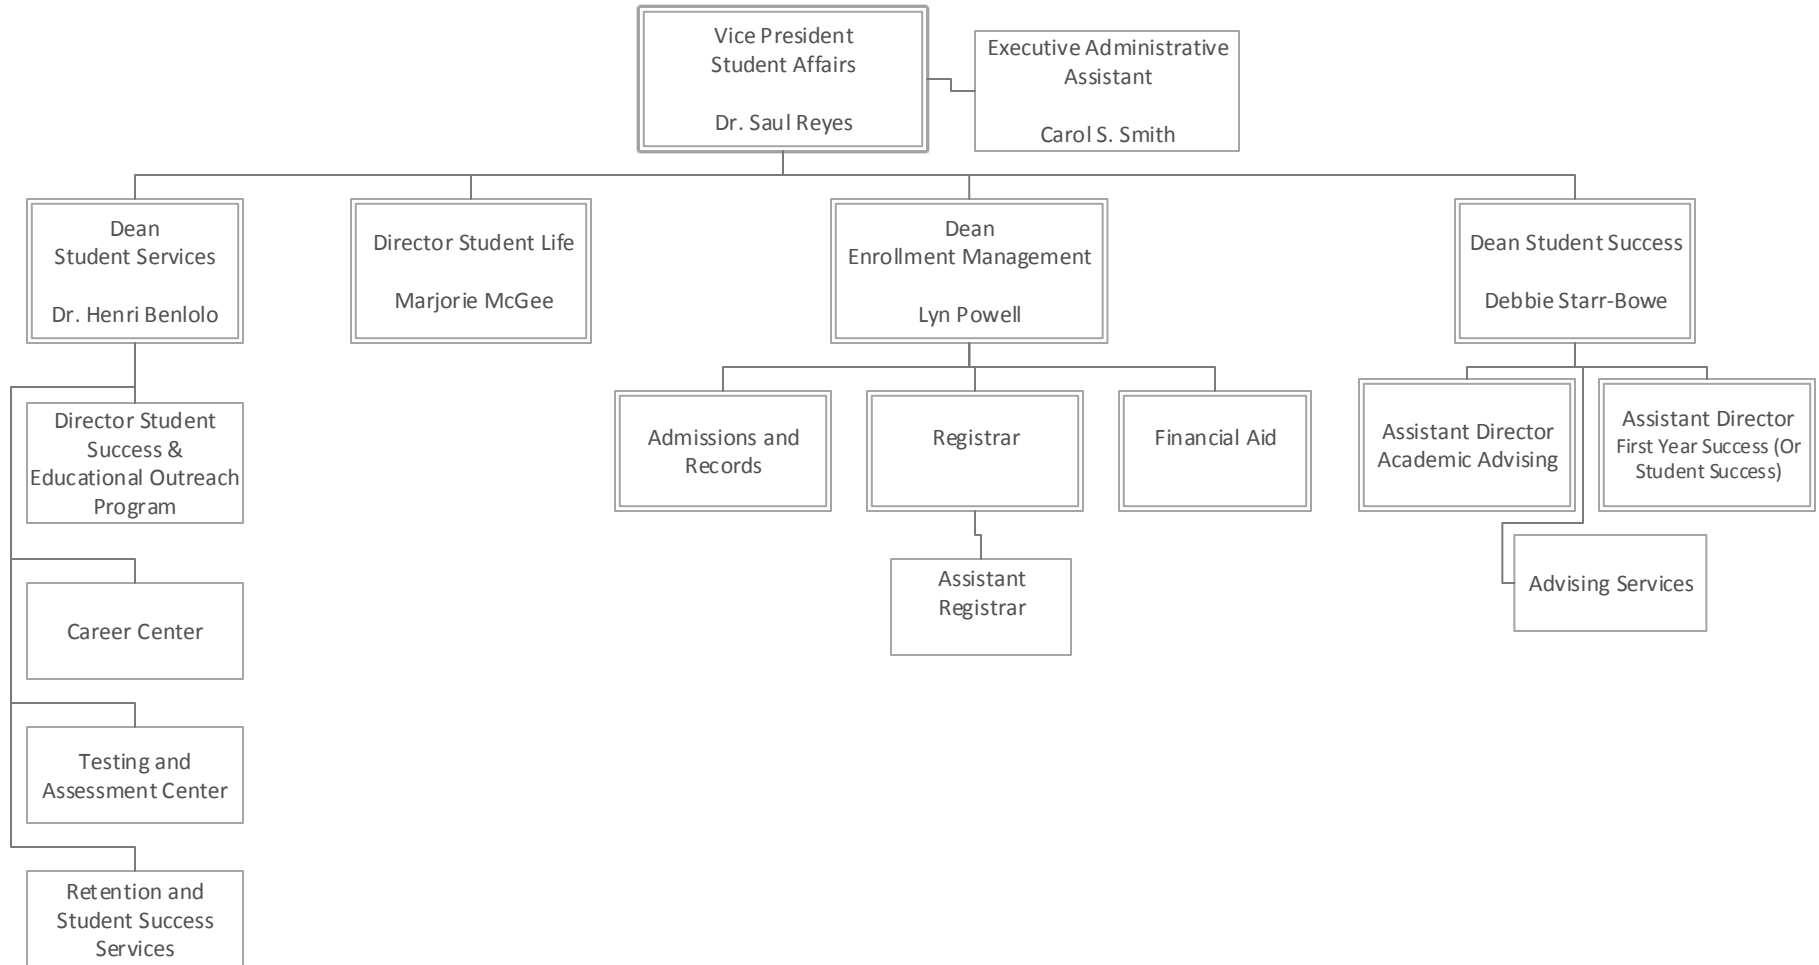 Vice President
Student Affairs
Dr. Saul Reyes
Executive Administrative
Assistant
Carol S. Smith
Dean
Student Services
Dr. Henri Benlolo
Director Student Life
Marjorie McGee
Dean
Enrollment Management
Lyn Powell
Dean Student Success
Debbie Starr-Bowe
Director Student
Success &
Educational Outreach
Program
Admissions and
Records
Registrar
Financial Aid
Assistant Director
Academic Advising
Assistant Director
First Year Success (Or
Student Success)
Assistant
Registrar
Advising Services
Career Center
Testing and
Assessment Center
Retention and
Student Success
Services